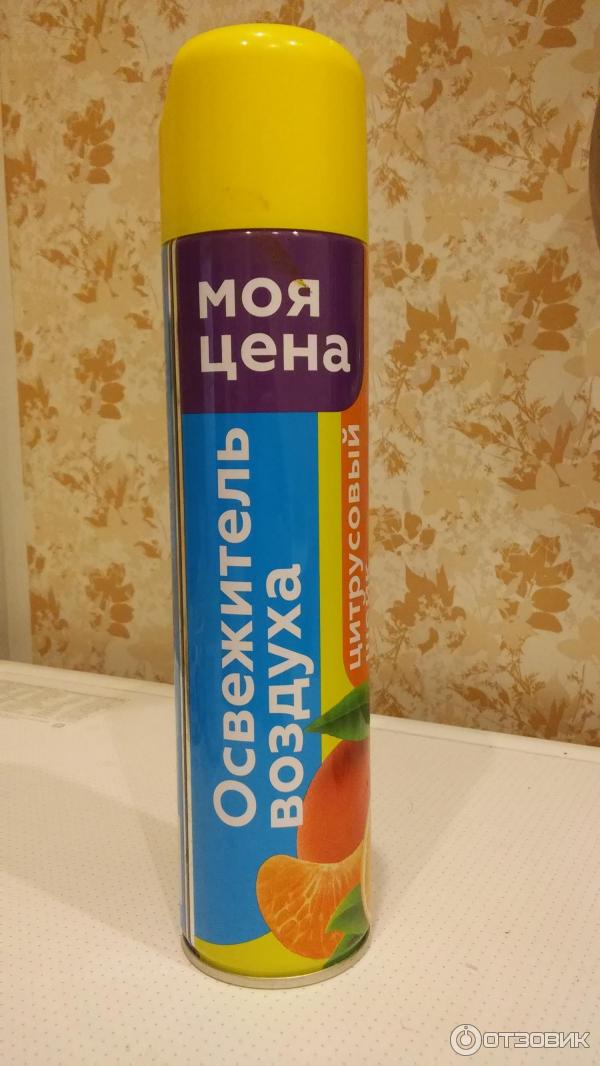 моя
цена
Освежитель
воздуха
цитрусовый
ОТЗОВИК